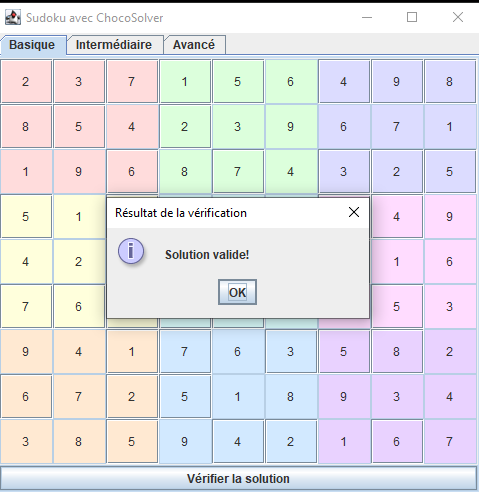 Sudoku avec ChocoSolver
Basique Intermédiaire Avancé
2 3 7 1 5 6 4 9 8
8 5 4 2 3 9 6 7 1
1 9 6 8 7 4 3 2 5
Résultat de la vérification
5 1 4 9
Solution valide!
4 2 1 6
OK
7 6 5 3
9 4 1 7 6 3 5 8 2
6 7 2 5 1 8 9 3 4
3 8 5 9 4 2 1 6 7
Vérifier la solution